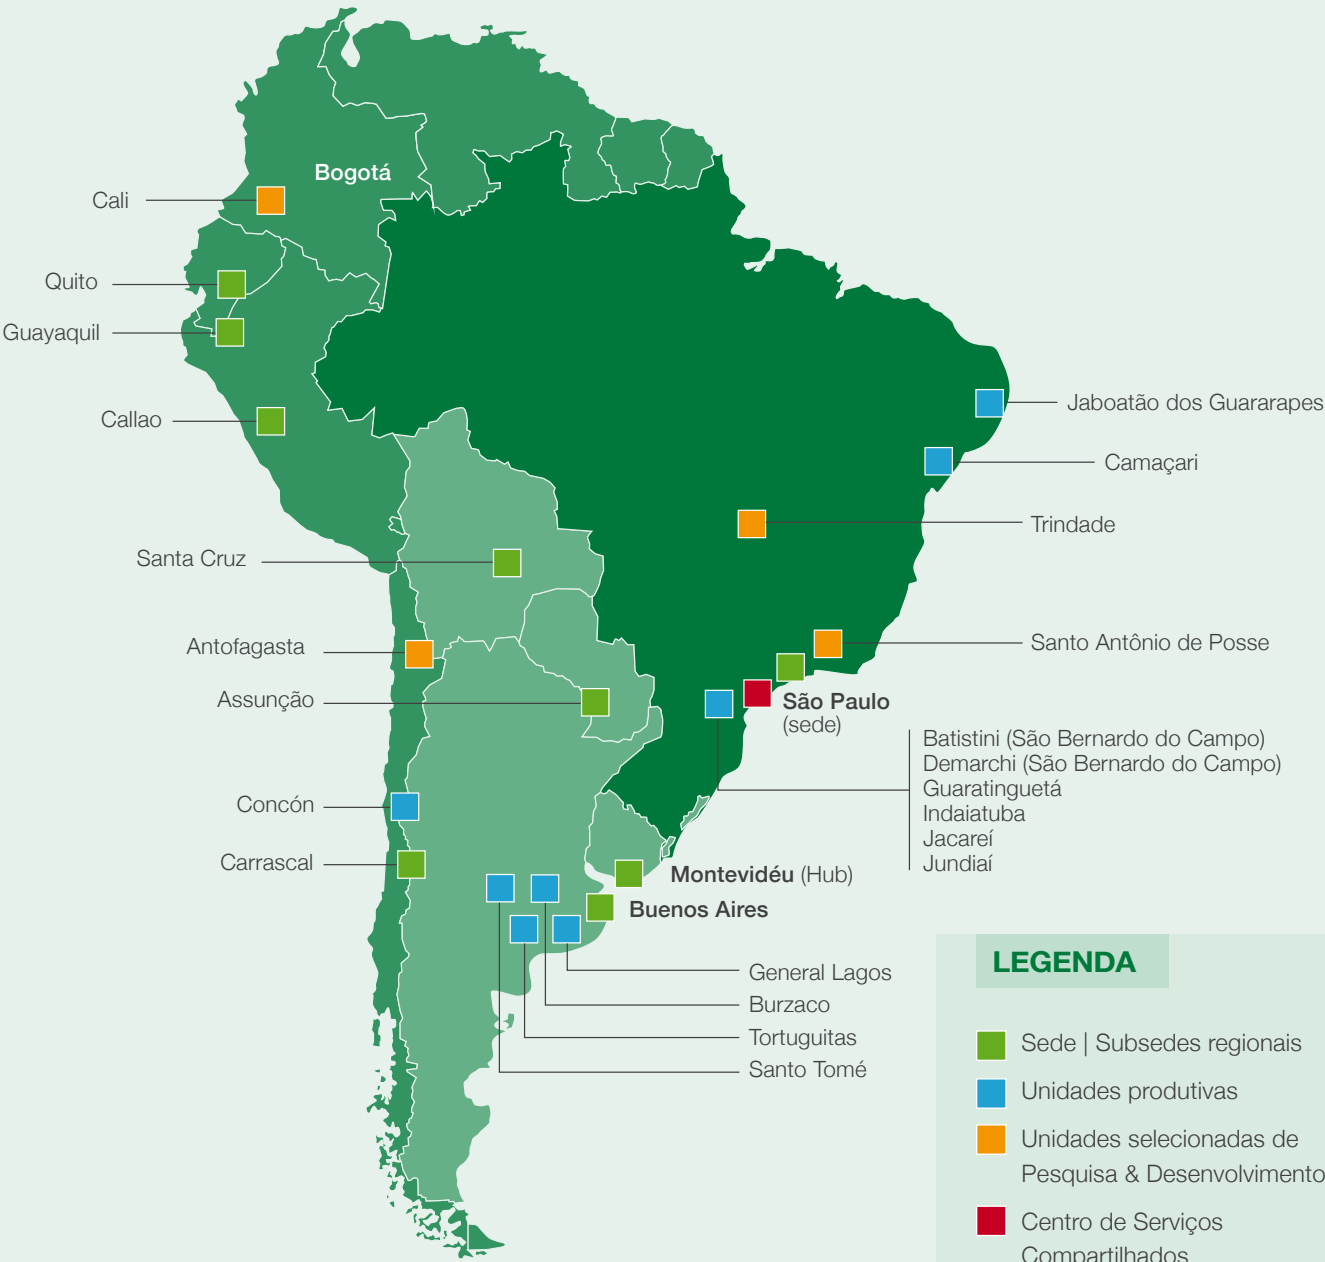 Bogotá
Cali
Quito
Guayaquil
Callao
Jaboatão dos Guararapes
Camaçari
Trindade
Santa Cruz
Antofagasta
Santo Antônio de Posse
Assunção
São Paulo
(sede)
Batistini (São Bernardo do Campo)
Demarchi (São Bernardo do Campo)
Guaratinguetá
Indaiatuba
Jacareí
Jundiaí
Concón
Carrascal
Montevidéu (Hub)
Buenos Aires
General Lagos
Burzaco
Tortuguitas
Santo Tomé
LEGENDA
Sede | Subsedes regionais
Unidades produtivas
Unidades selecionadas de
Pesquisa & Desenvolvimento
Centro de Serviços
Compartilhados